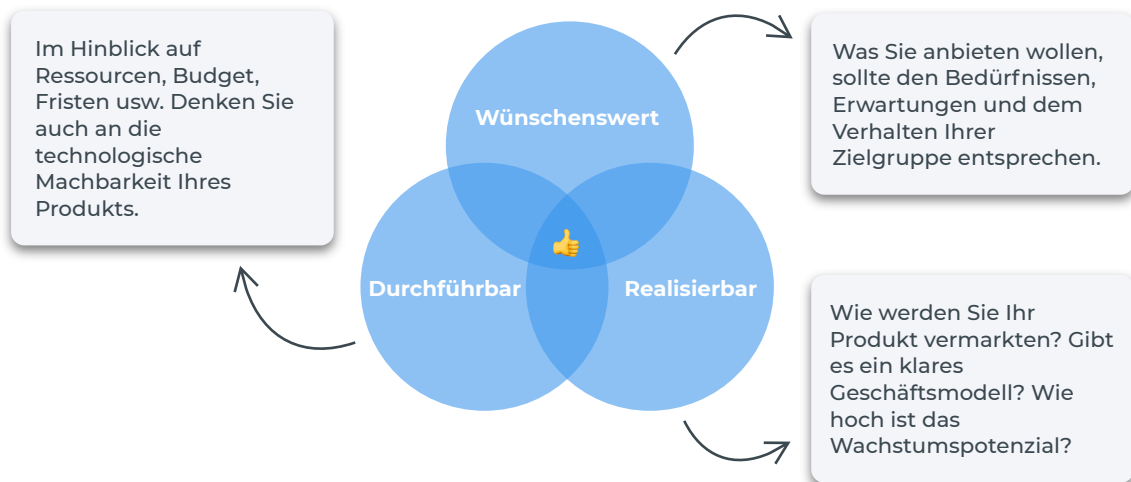 Im Hinblick auf
Ressourcen, Budget,
Fristen usw. Denken Sie
auch an die
technologische
Machbarkeit Ihres
Produkts.
Wünschenswert
Was Sie anbieten wollen,
sollte den Bedürfnissen,
Erwartungen und dem
Verhalten Ihrer
Zielgruppe entsprechen.
Durchführbar
Realisierbar
Wie werden Sie Ihr
Produkt vermarkten? Gibt
es ein klares
Geschäftsmodell? Wie
hoch ist das
Wachstumspotenzial?